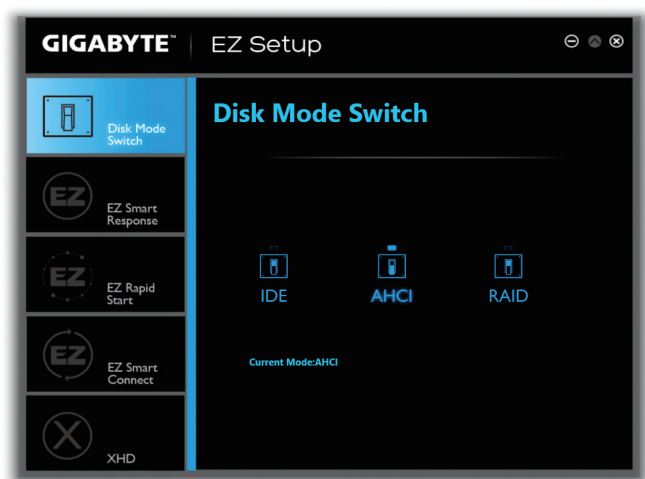 GIGABYTE™ EZ Setup
Disk Mode
Switch
Disk Mode Switch
EZ
EZ Smart
Response
EZ
EZ Rapid
Start
EZ
EZ Smart
Connect
X
XHD
IDE AHCI RAID
Current Mode:AHCI